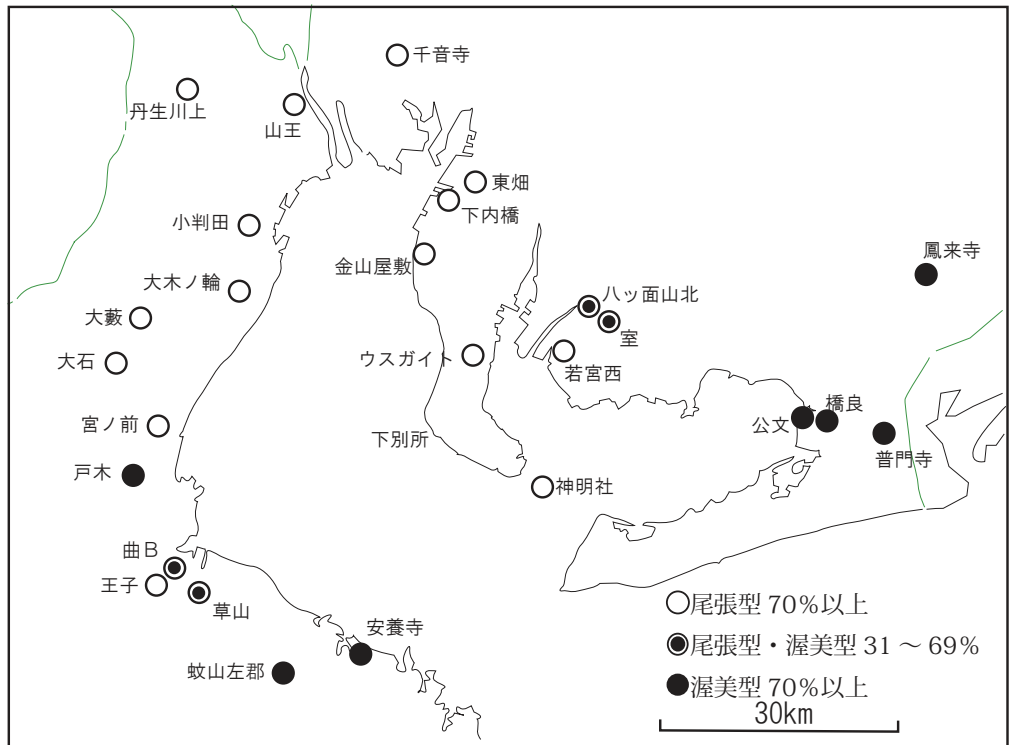 千音寺
丹生川上
山王
東畑
下内橋
小判田
金山屋敷
鳳来寺
大木ノ輪
八ッ面山北
大藪
室
大石
ウスガイト
若宮西
宮ノ前
下別所
公文
橋良
普門寺
戸木
神明社
曲B
王子
草山
安養寺
蚊山左郡
尾張型 70%以上
尾張型・渥美型 31～69%
渥美型 70%以上
30km